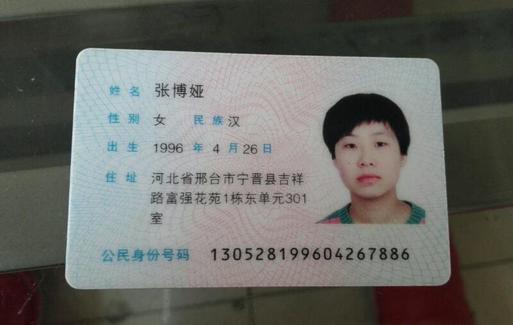 姓名 张博娅
性别 女 民族 汉
出生 1996 年 4 月 26 日
住址 河北省邢台市宁晋县吉祥
路富强花苑1栋东单元301
室
公民身份号码 130528199604267886